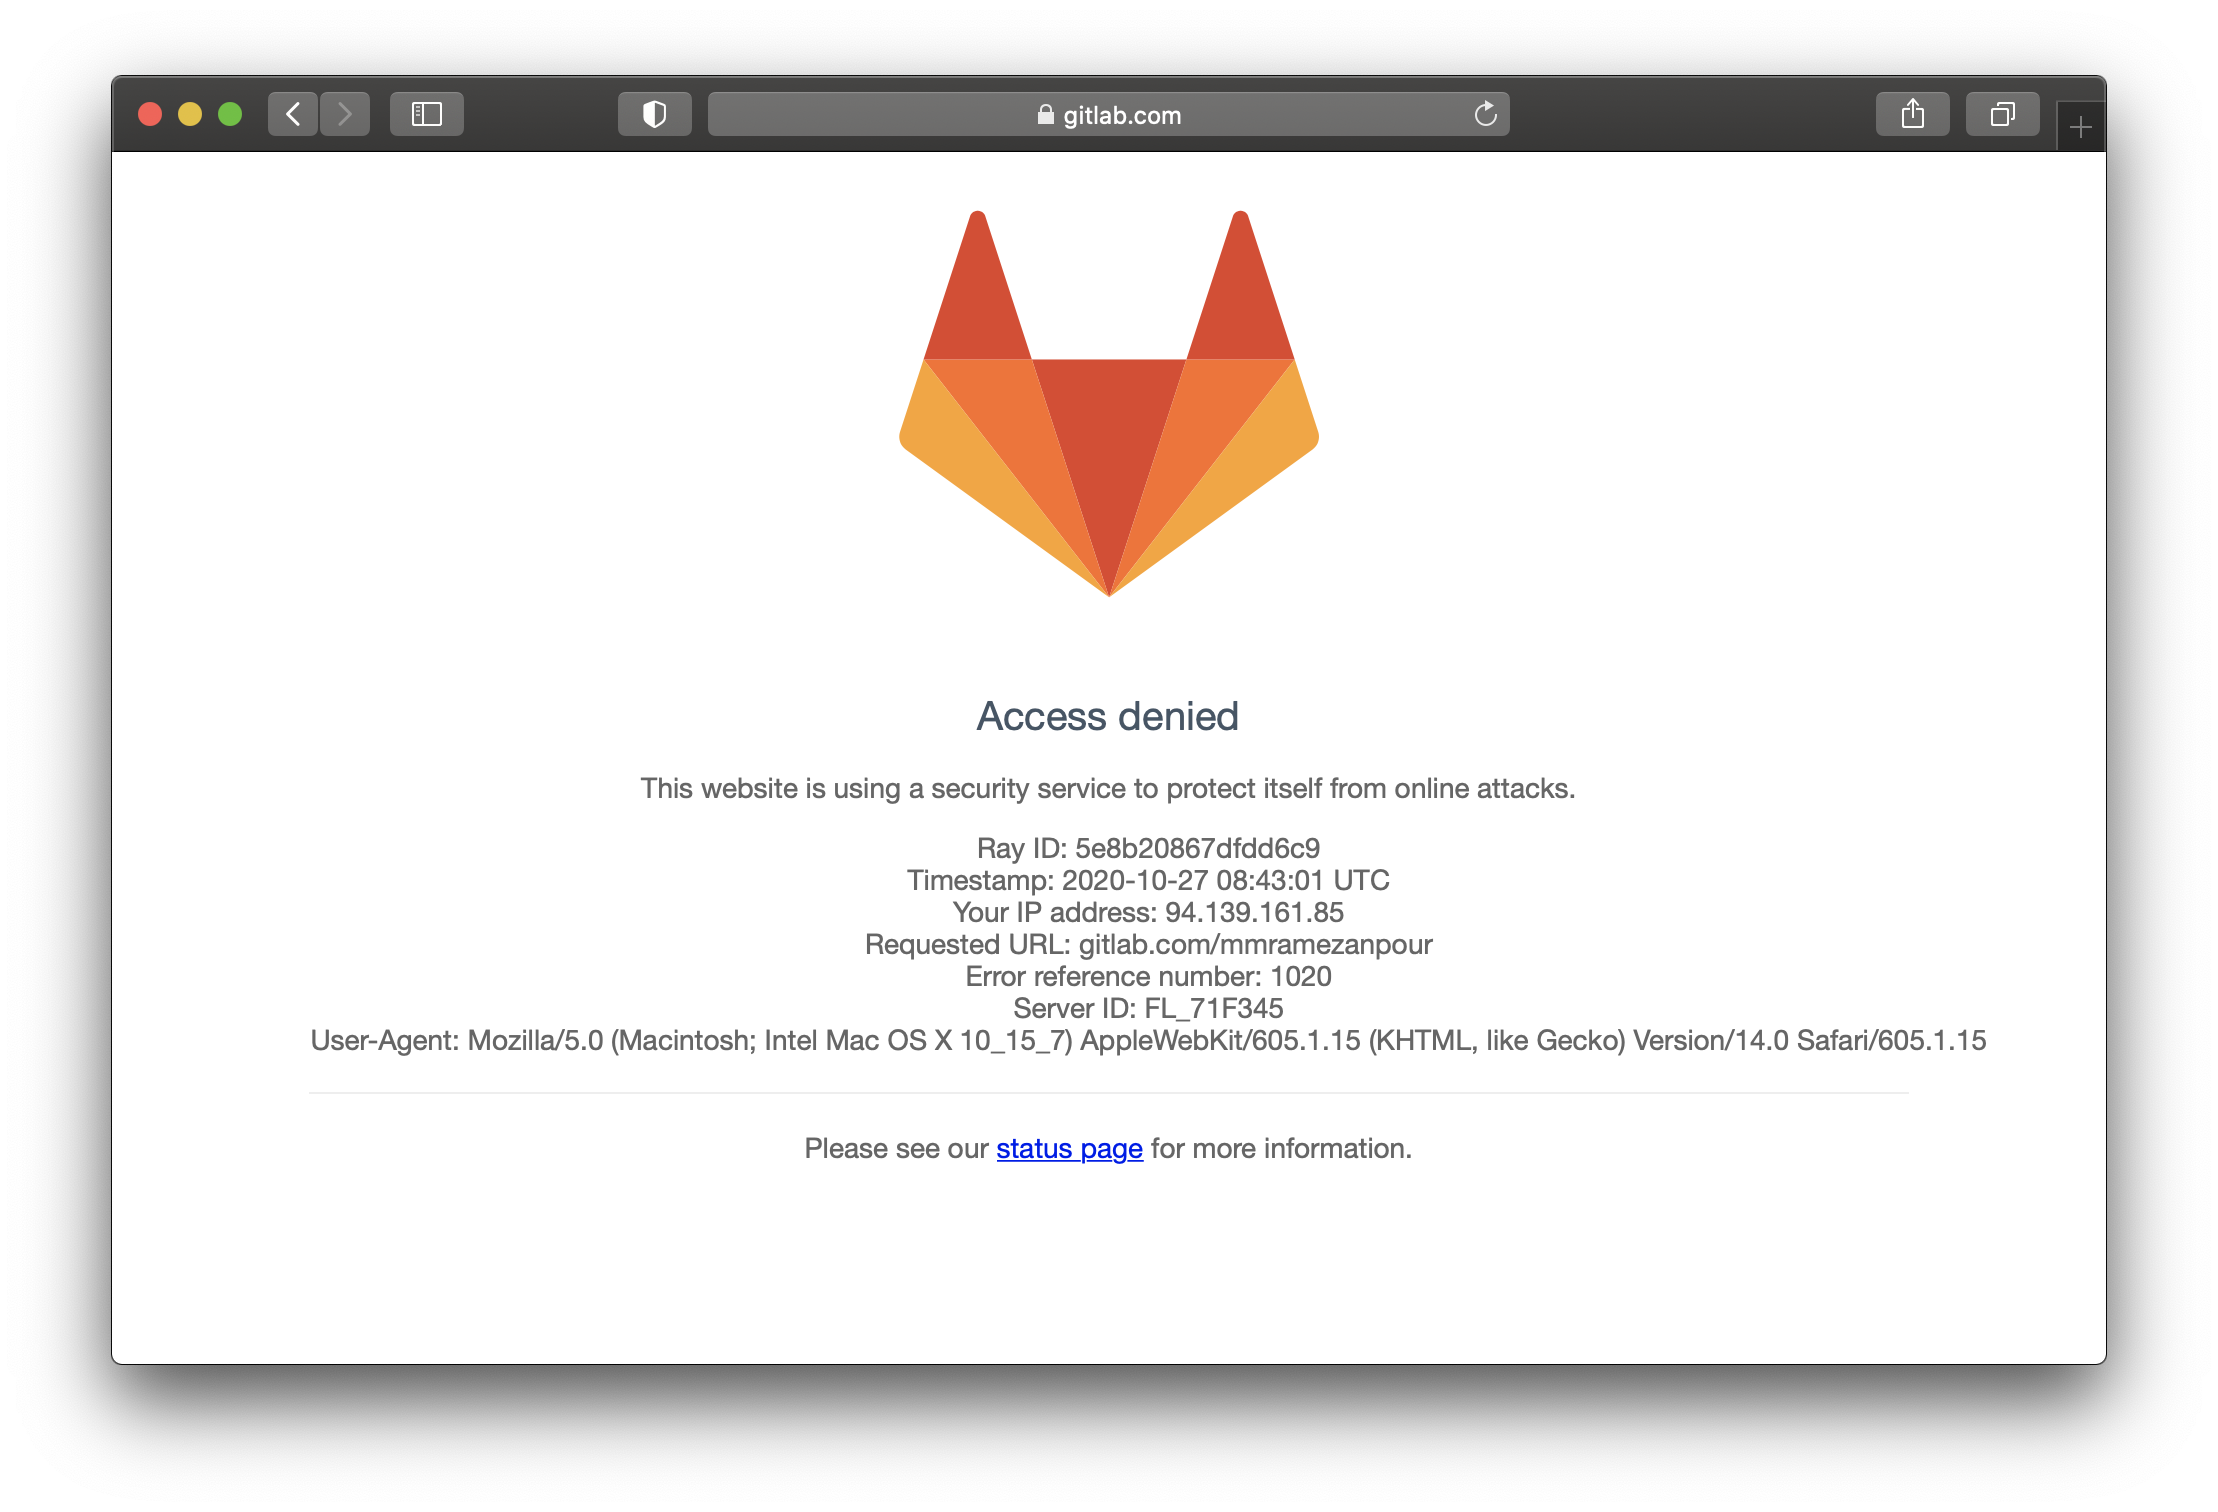 gitlab.com
Access denied
This website is using a security service to protect itself from online attacks.
Ray ID: 5e8b20867dfdd6c9
Timestamp: 2020-10-27 08:43:01 UTC
Your IP address: 94.139.161.85
Requested URL: gitlab.com/mmramezanpour
Error reference number: 1020
Server ID: FL_71F345
User-Agent: Mozilla/5.0 (Macintosh; Intel Mac OS X 10_15_7) AppleWebKit/605.1.15 (KHTML, like Gecko) Version/14.0 Safari/605.1.15
Please see our status page for more information.